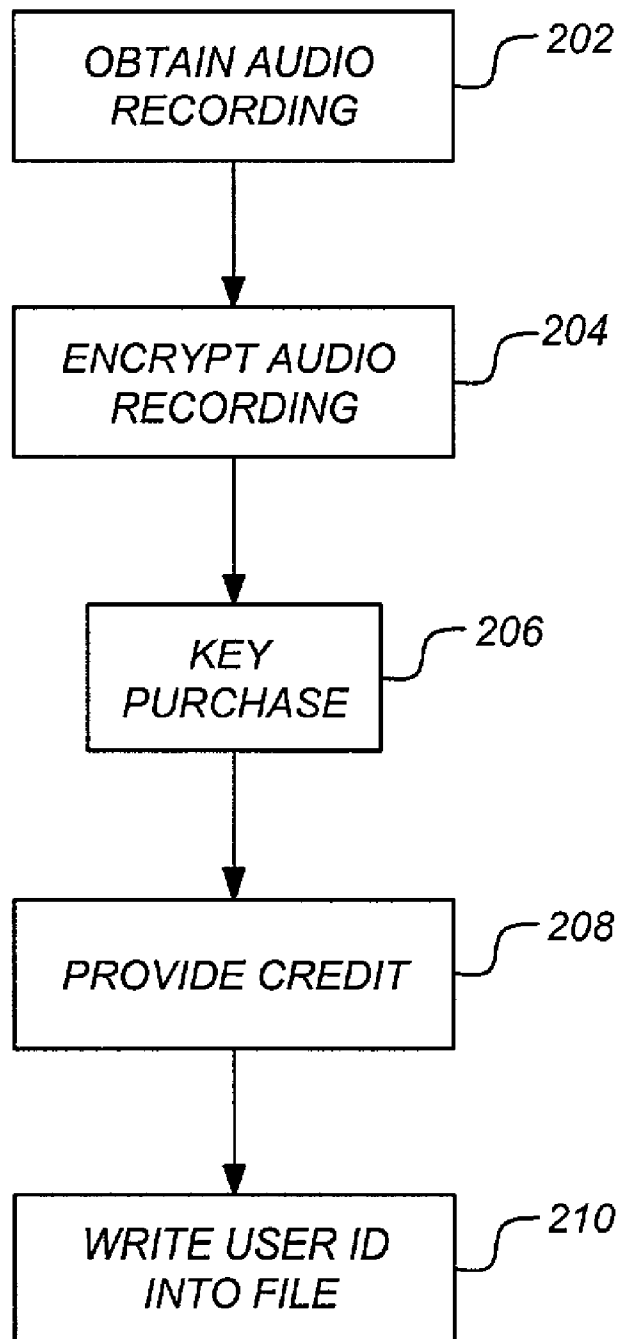 OBTAIN AUDIO
RECORDING
202
ENCRYPT AUDIO
RECORDING
204
KEY
PURCHASE
206
PROVIDE CREDIT
208
WRITE USER ID
INTO FILE
210